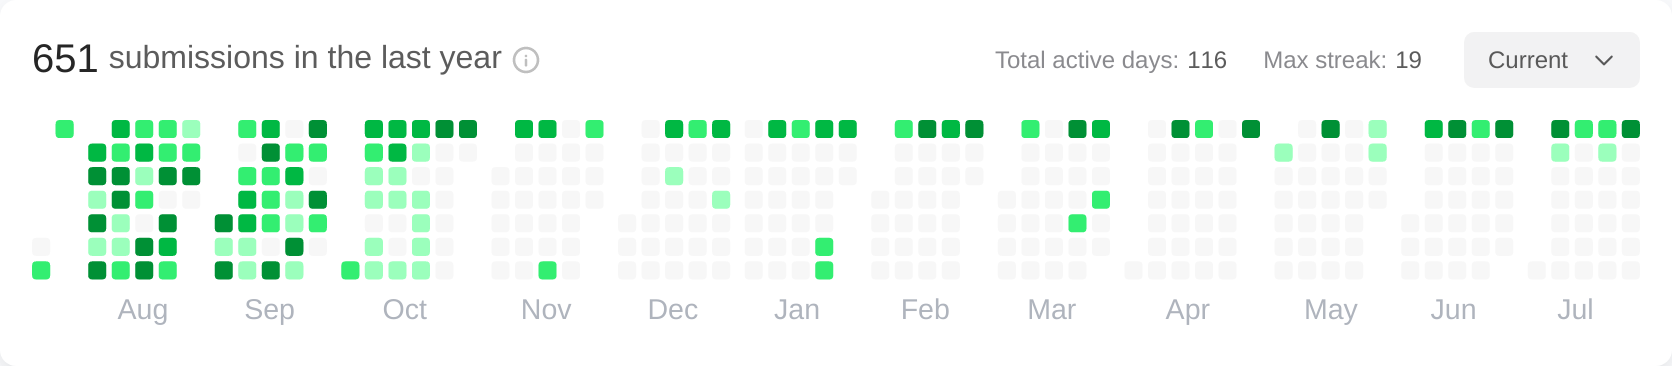 651 submissions in the last year Total active days: 116 Max streak: 19 Current
Aug Sep Oct Nov Dec Jan Feb Mar Apr May Jun Jul